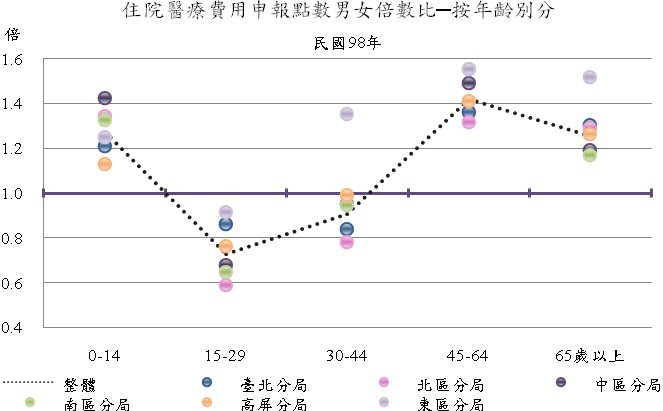 住院醫療費用申報點數男女倍數比─按年齡別分
倍
民國98年
1.6
1.4
1.2
1.0
0.8
0.6
0.4
0-14 15-29 30-44 45-64 65歲以上
整體 臺北分局 北區分局 中區分局
南區分局 高屏分局 東區分局